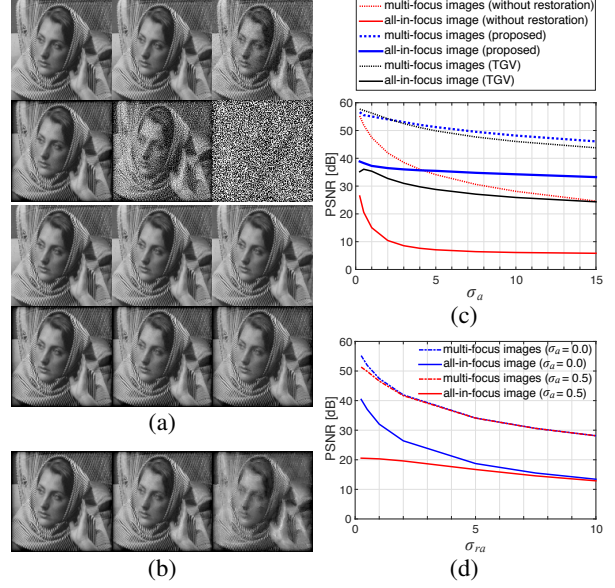 multi-focus images (without restoration)
all-in-focus image (without restoration)
multi-focus images (proposed)
all-in-focus image (proposed)
multi-focus images (TGV)
all-in-focus image (TGV)
60
50
40
30
20
10
0
PSNR [dB]
0 5 10 15
σa
(c)
(a)
multi-focus images (σa = 0.0)
all-in-focus image (σa = 0.0)
multi-focus images (σa = 0.5)
all-in-focus image (σa = 0.5)
60
50
40
30
20
10
0
PSNR [dB]
0 5 10
σra
(b)
(d)